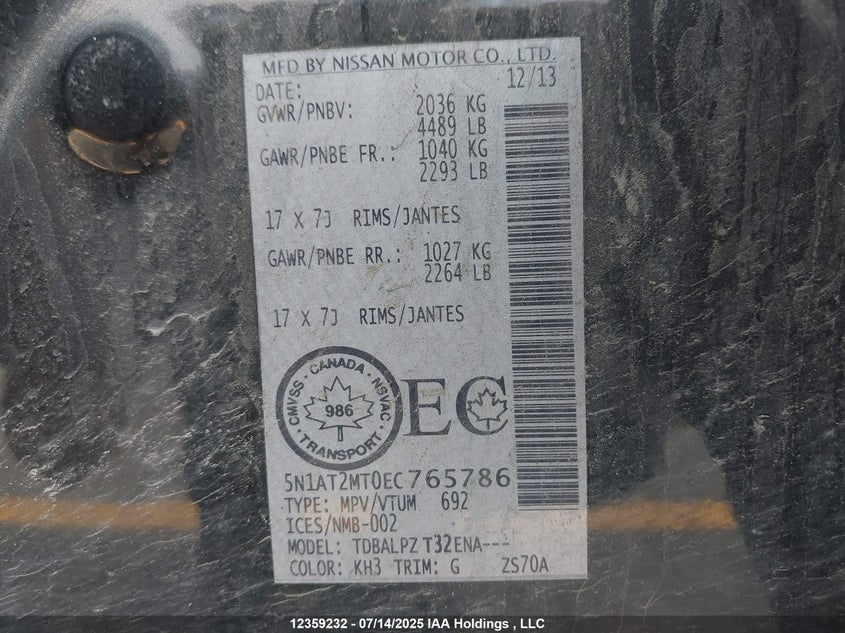 MFD BY NISSAN MOTOR CO., LTD.
DATE: 12/13
GVWR/PNBV: 2036 KG
4489 LB
GAWR/PNBE FR.: 1040 KG
2293 LB
17 X 7J RIMS/JANTES
GAWR/PNBE RR.: 1027 KG
2264 LB
17 X 7J RIMS/JANTES
CMVSS · CANADA · NSVAC · TRANSPORT ·
986
EC
5N1AT2MT0EC765786
TYPE: MPV/VTUM 692
ICES/NMB-002
MODEL: TDBALPZ T32ENA---
COLOR: KH3 TRIM: G ZS70A
12359232 - 07/14/2025 IAA Holdings , LLC